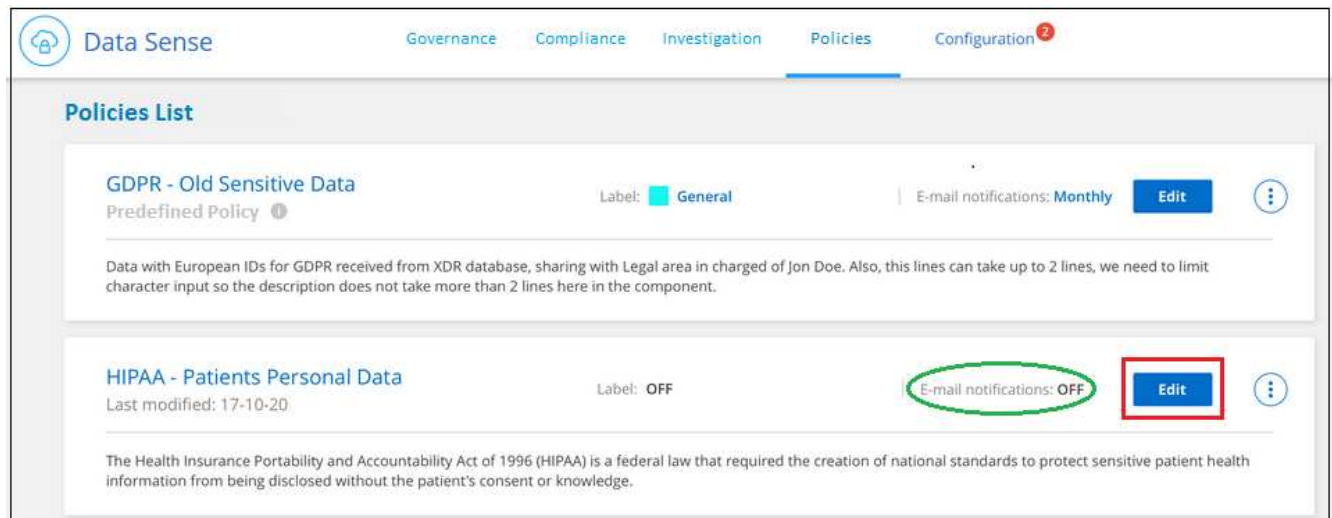 Data Sense
Governance
Compliance
Investigation
Policies
Configuration
2
Policies List
GDPR - Old Sensitive Data
Predefined Policy
Label: General
E-mail notifications: Monthly
Edit
Data with European IDs for GDPR received from XDR database, sharing with Legal area in charged of Jon Doe. Also, this lines can take up to 2 lines, we need to limit
character input so the description does not take more than 2 lines here in the component.
HIPAA - Patients Personal Data
Last modified: 17-10-20
Label: OFF
E-mail notifications: OFF
Edit
The Health Insurance Portability and Accountability Act of 1996 (HIPAA) is a federal law that required the creation of national standards to protect sensitive patient health
information from being disclosed without the patient's consent or knowledge.